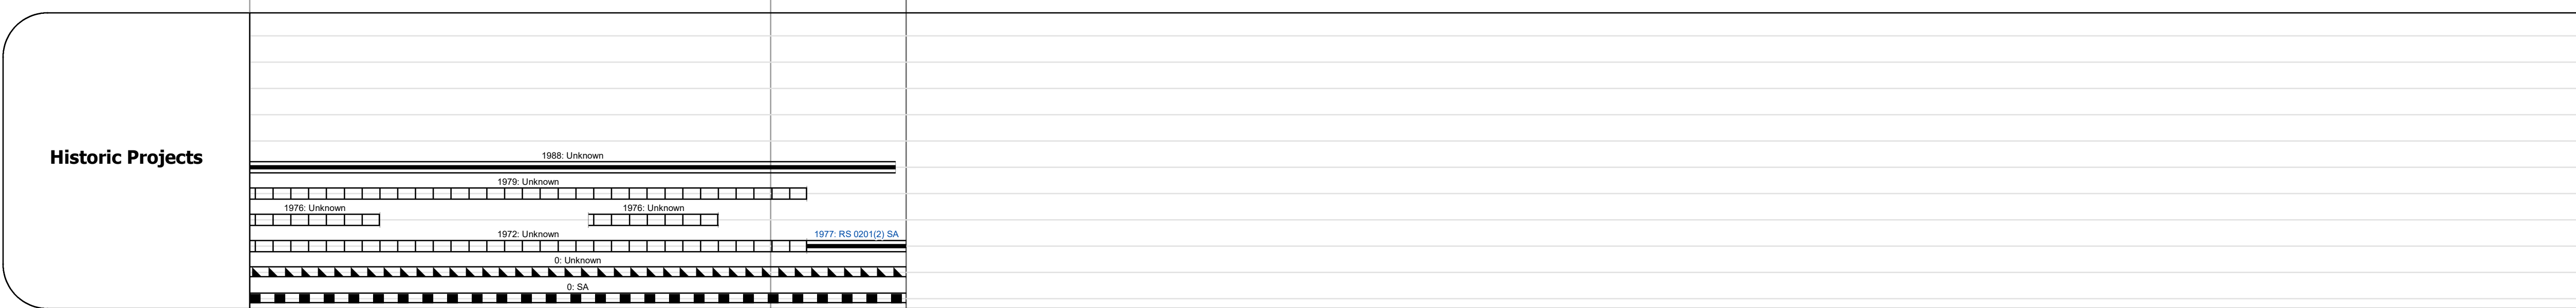 Historic Projects
1988: Unknown
1979: Unknown
1976: Unknown 1976: Unknown
1972: Unknown 1977: RS 0201(2) SA
0: Unknown
0: SA